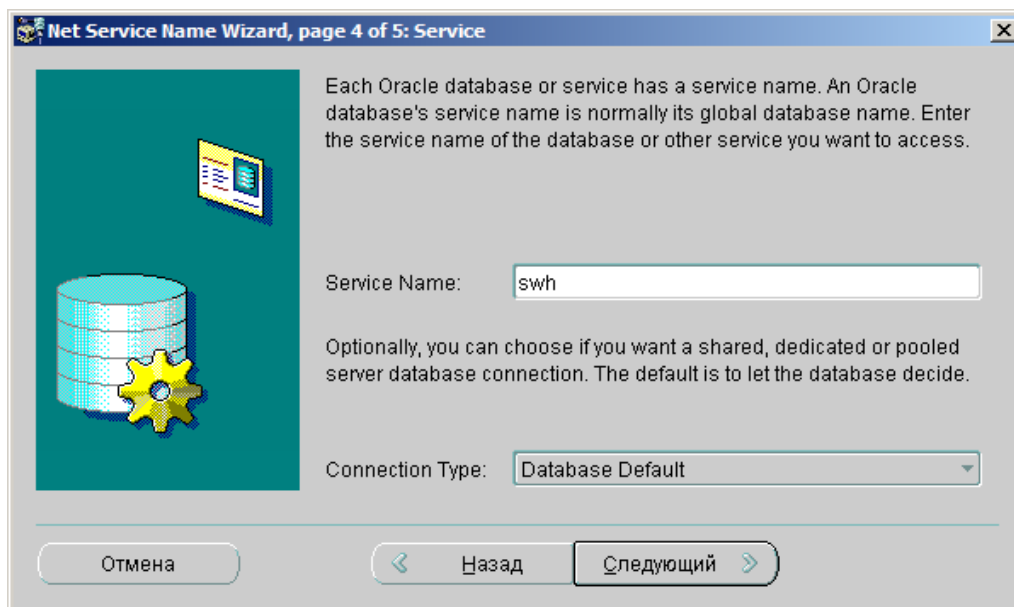 Net Service Name Wizard, page 4 of 5: Service
Each Oracle database or service has a service name. An Oracle
database's service name is normally its global database name. Enter
the service name of the database or other service you want to access.
Service Name: swh
Optionally, you can choose if you want a shared, dedicated or pooled
server database connection. The default is to let the database decide.
Connection Type: Database Default
Отмена Назад Следующий